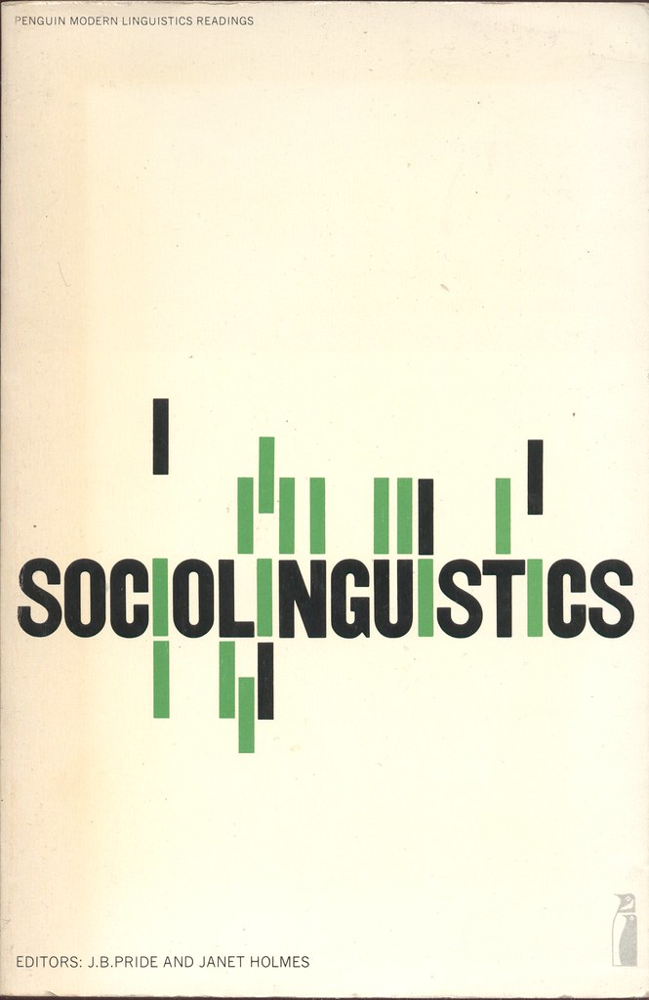 PENGUIN MODERN LINGUISTICS READINGS
SOCIOLINGUISTICS
EDITORS: J.B.PRIDE AND JANET HOLMES